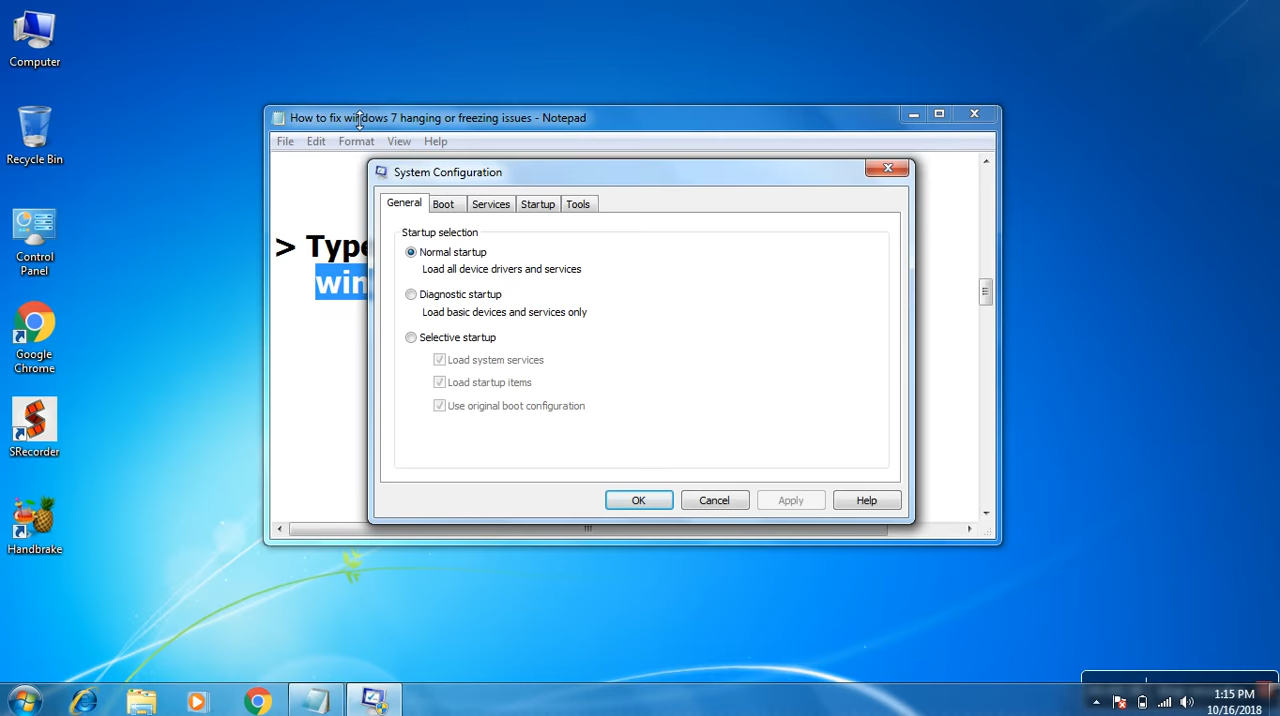 Computer
Recycle Bin
Control
Panel
Google
Chrome
SRecorder
Handbrake
How to fix windows 7 hanging or freezing issues - Notepad
File Edit Format View Help
> Type
win
System Configuration
General Boot Services Startup Tools
Startup selection
Normal startup
Load all device drivers and services
Diagnostic startup
Load basic devices and services only
Selective startup
Load system services
Load startup items
Use original boot configuration
OK Cancel Apply Help
1:15 PM
10/16/2018